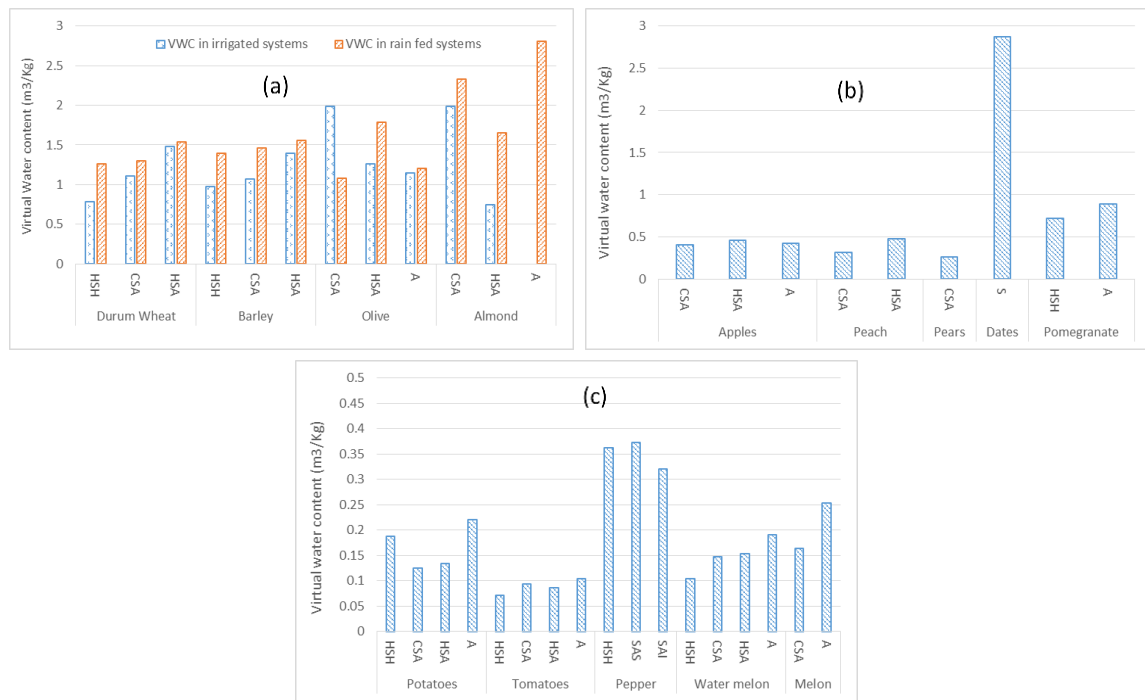 3
2.5
2
1.5
1
0.5
0
Virtual Water content (m3/Kg)
VWC in irrigated systems VWC in rain fed systems
(a)
HSH CSA HSA HSH CSA HSA CSA HSA A CSA HSA A
Durum Wheat Barley Olive Almond
3
2.5
2
1.5
1
0.5
0
Virtual water content (m3/Kg)
(b)
CSA HSA A CSA HSA CSA S HSH A
Apples Peach Pears Dates Pomegranate
0.5
0.45
0.4
0.35
0.3
0.25
0.2
0.15
0.1
0.05
0
Virtual water content (m3/Kg)
(c)
HSH CSA HSA A HSH CSA HSA A HSH SAS SAI HSH CSA HSA A CSA A
Potatoes Tomatoes Pepper Water melon Melon